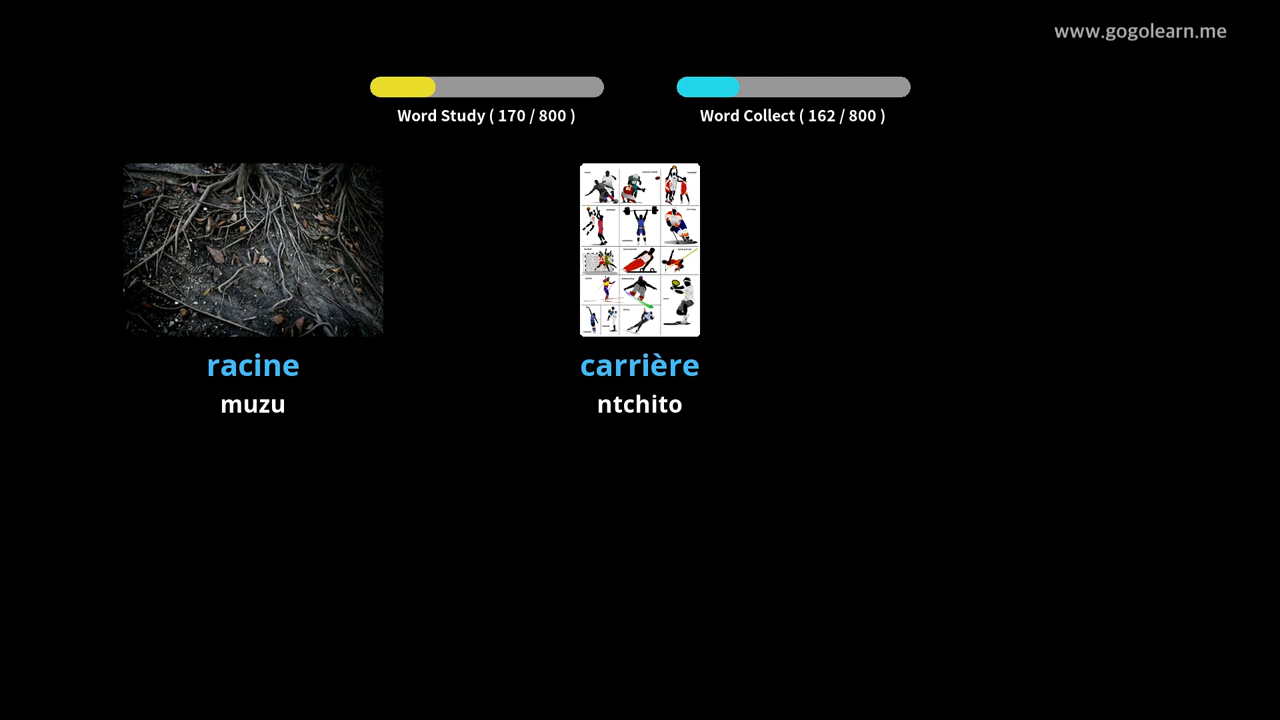 www.gogolearn.me
Word Study ( 170 / 800 )
Word Collect ( 162 / 800 )
racine
muzu
carrière
ntchito